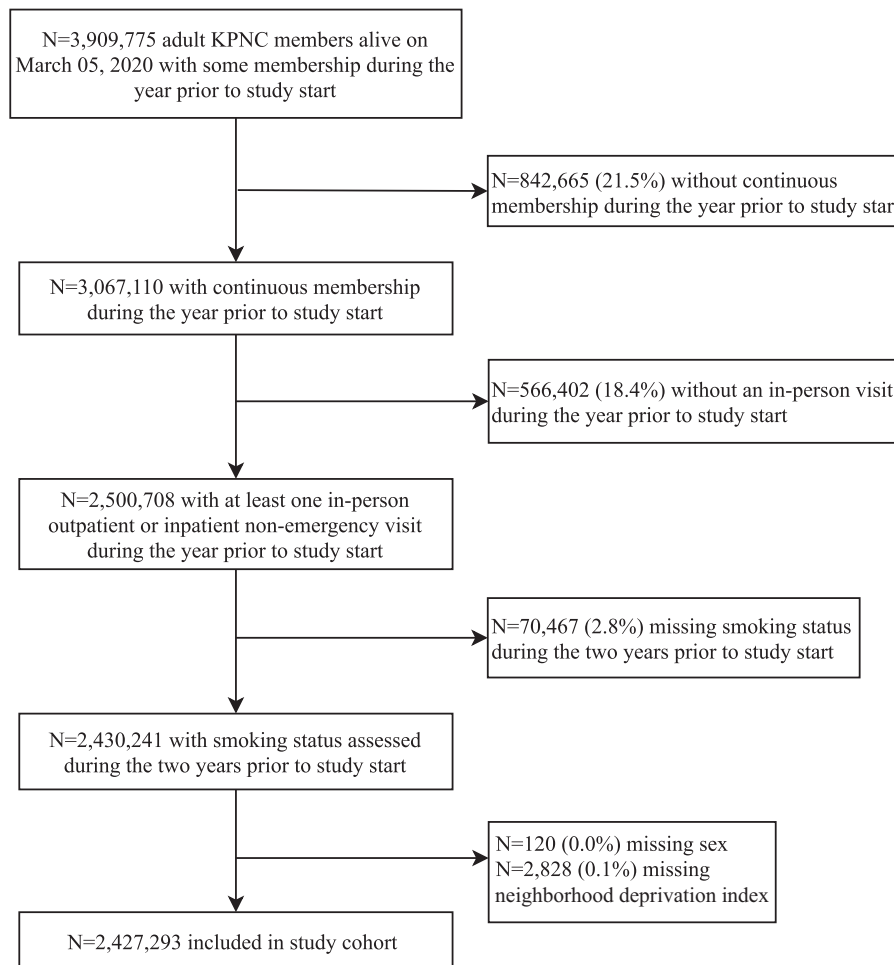 N=3,909,775 adult KPNC members alive on
March 05, 2020 with some membership during the
year prior to study start
N=842,665 (21.5%) without continuous
membership during the year prior to study star
N=3,067,110 with continuous membership
during the year prior to study start
N=566,402 (18.4%) without an in-person visit
during the year prior to study start
N=2,500,708 with at least one in-person
outpatient or inpatient non-emergency visit
during the year prior to study start
N=70,467 (2.8%) missing smoking status
during the two years prior to study start
N=2,430,241 with smoking status assessed
during the two years prior to study start
N=120 (0.0%) missing sex
N=2,828 (0.1%) missing
neighborhood deprivation index
N=2,427,293 included in study cohort